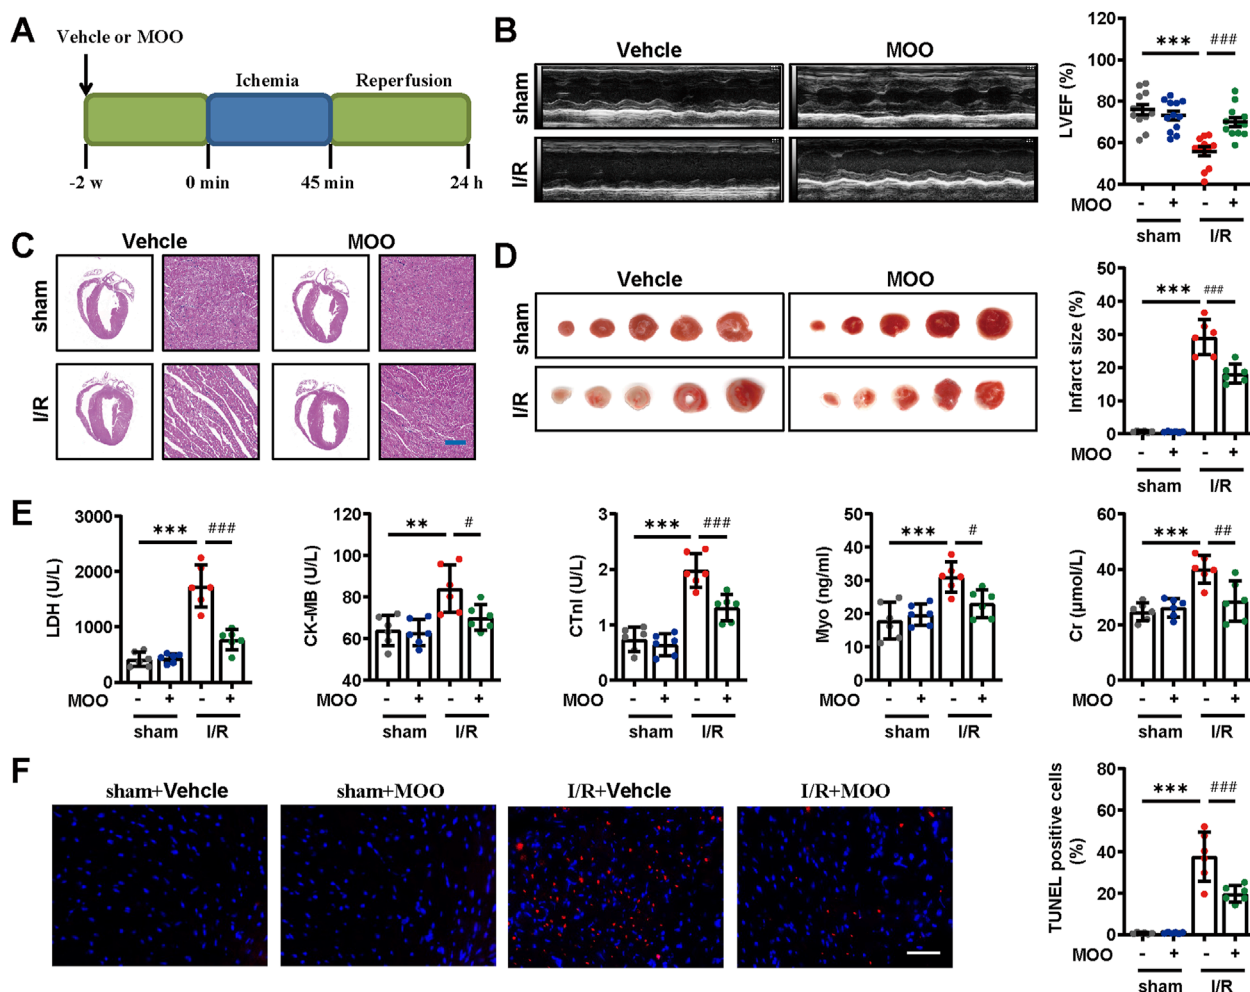 A
Vehcle or MOO
Ichemia
Reperfusion
-2 w
0 min
45 min
24 h
B
Vehcle
MOO
sham
I/R
LVEF (%)
120
100
80
60
40
*** ###
MOO - + - +
sham I/R
C
Vehcle
MOO
sham
I/R
D
Vehcle
MOO
sham
I/R
Infarct size (%)
50
40
30
20
10
0
*** ###
MOO - + - +
sham I/R
E
LDH (U/L)
3000
2000
1000
0
*** ###
MOO - + - +
sham I/R
CK-MB (U/L)
120
100
80
60
40
** #
MOO - + - +
sham I/R
CTnI (U/L)
3
2
1
0
*** ###
MOO - + - +
sham I/R
Myo (ng/ml)
50
40
30
20
10
0
*** #
MOO - + - +
sham I/R
Cr (μmol/L)
60
40
20
0
*** ##
MOO - + - +
sham I/R
F
sham+Vehcle
sham+MOO
I/R+Vehcle
I/R+MOO
TUNEL positive cells
(%)
80
60
40
20
0
*** ###
MOO - + - +
sham I/R